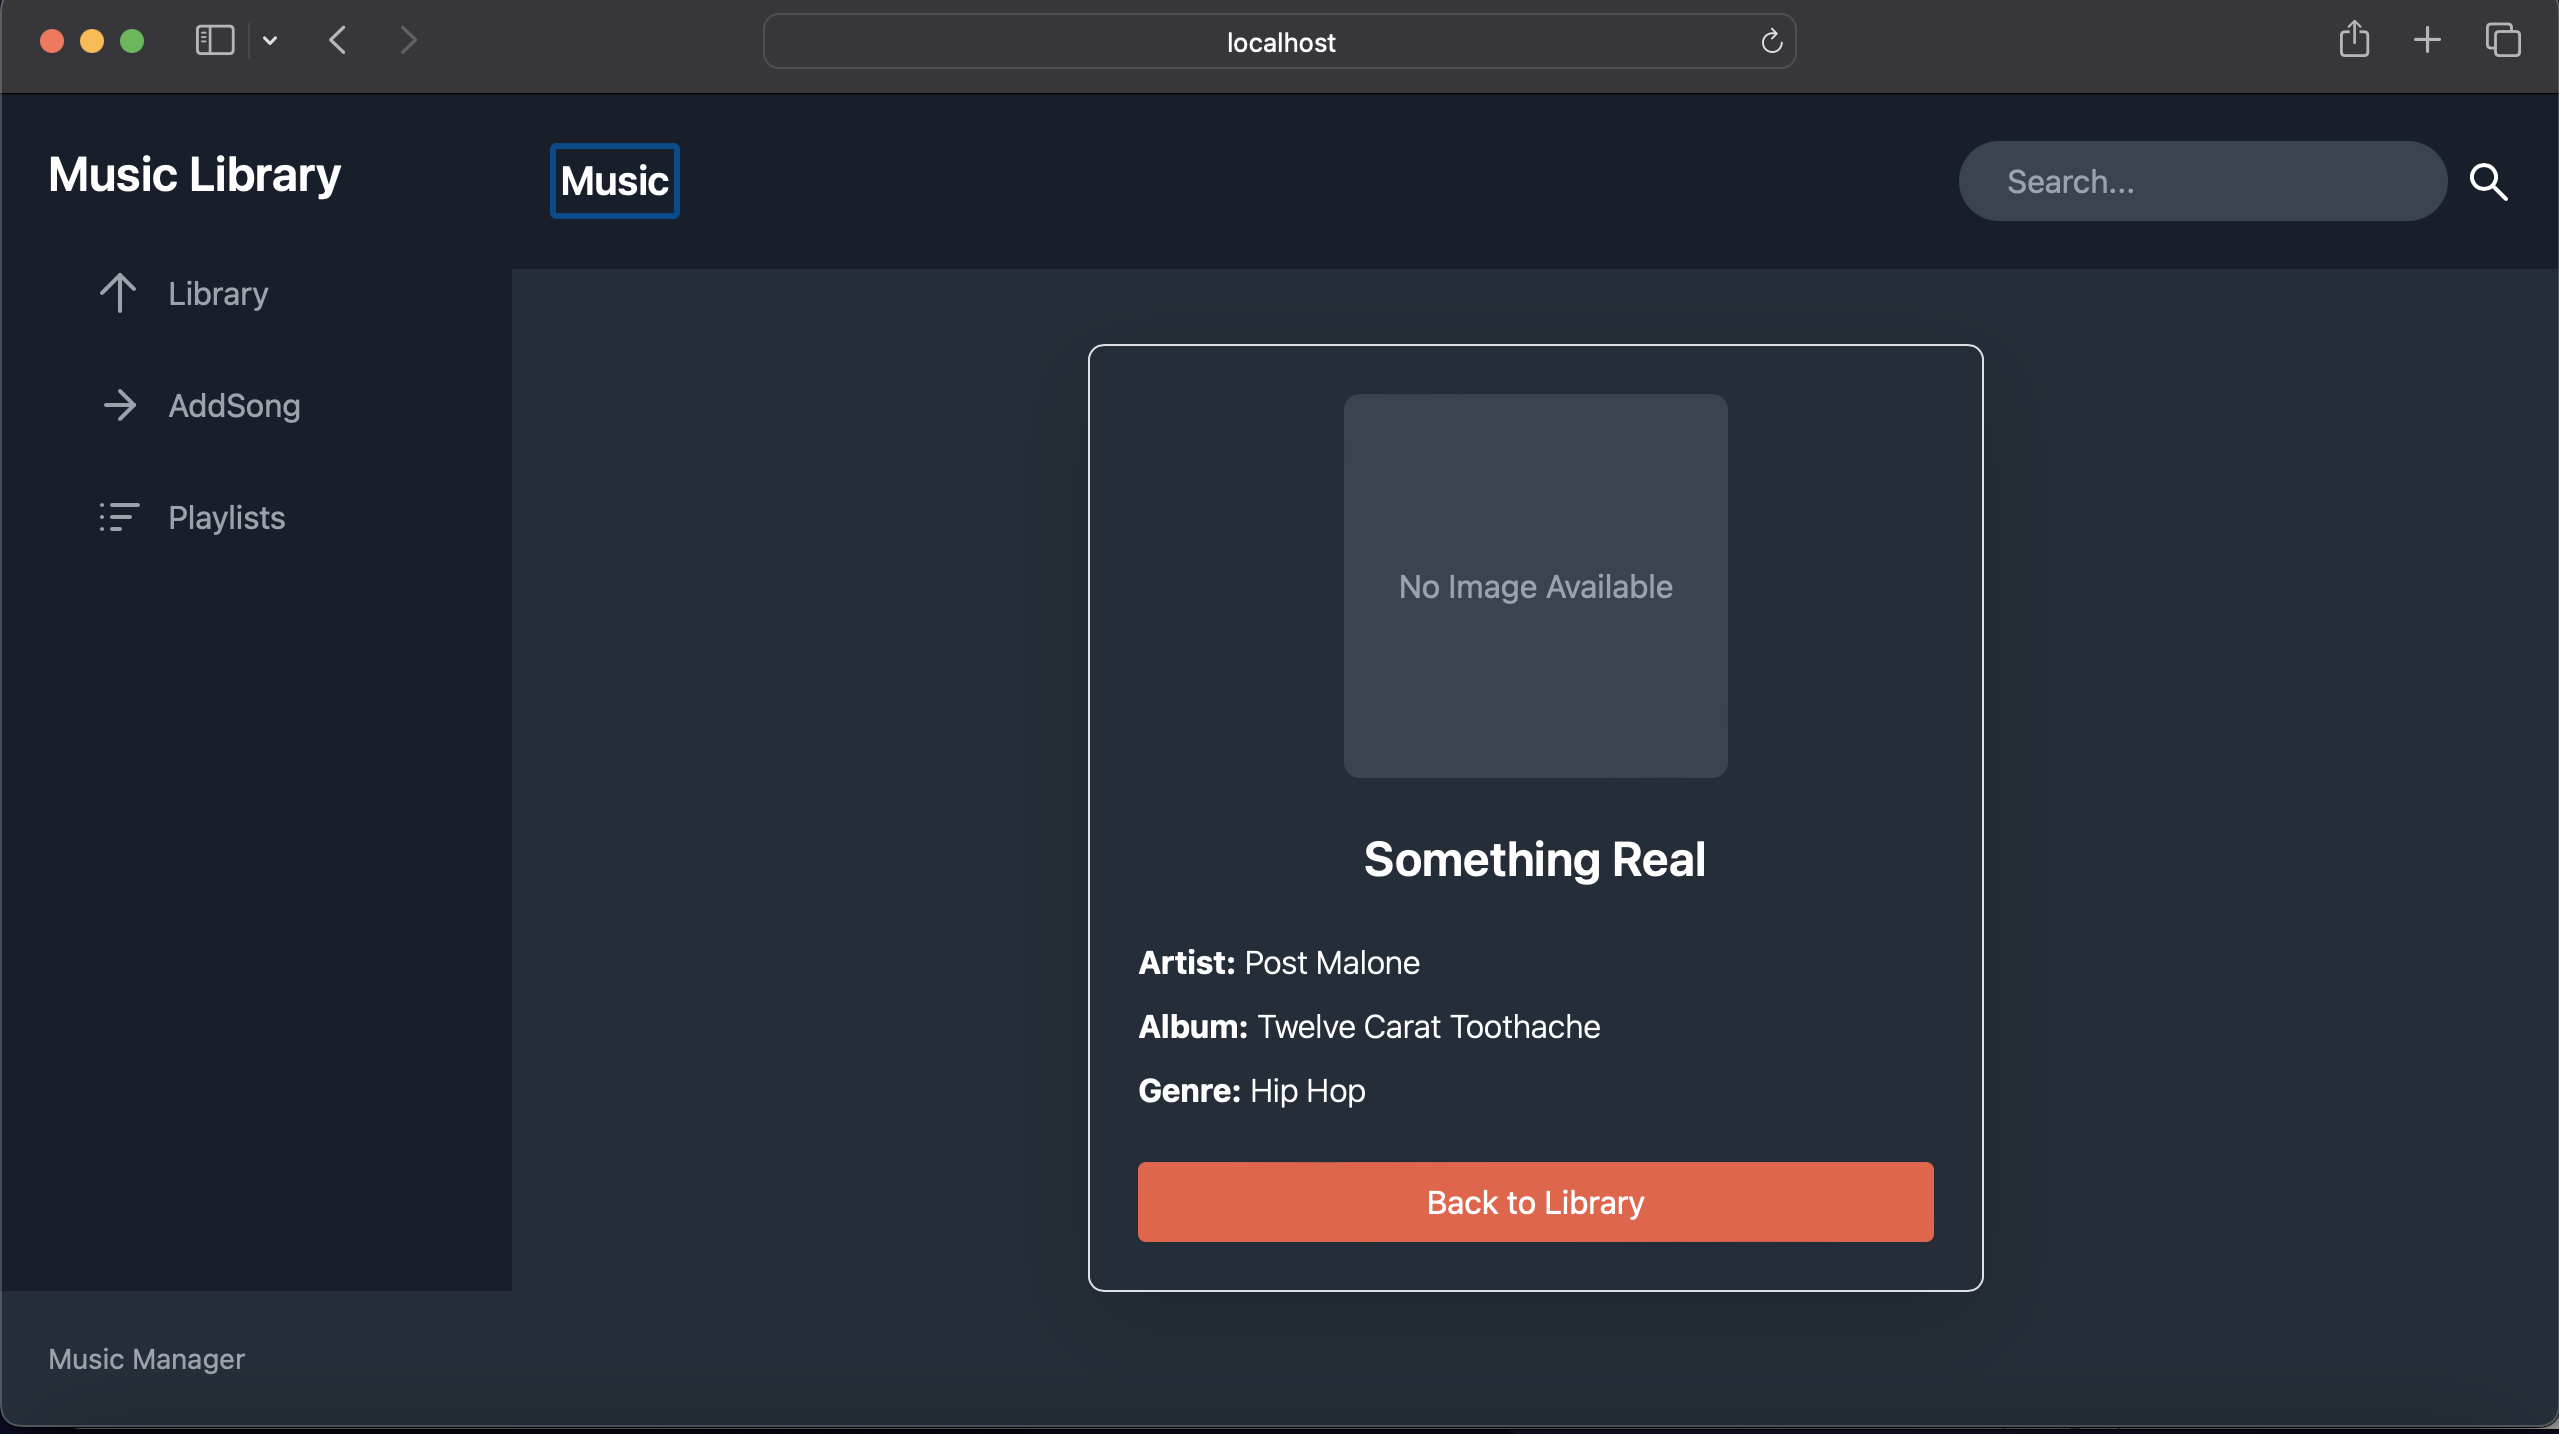 localhost
Music Library
Music
Search...
Library
AddSong
Playlists
No Image Available
Something Real
Artist: Post Malone
Album: Twelve Carat Toothache
Genre: Hip Hop
Back to Library
Music Manager